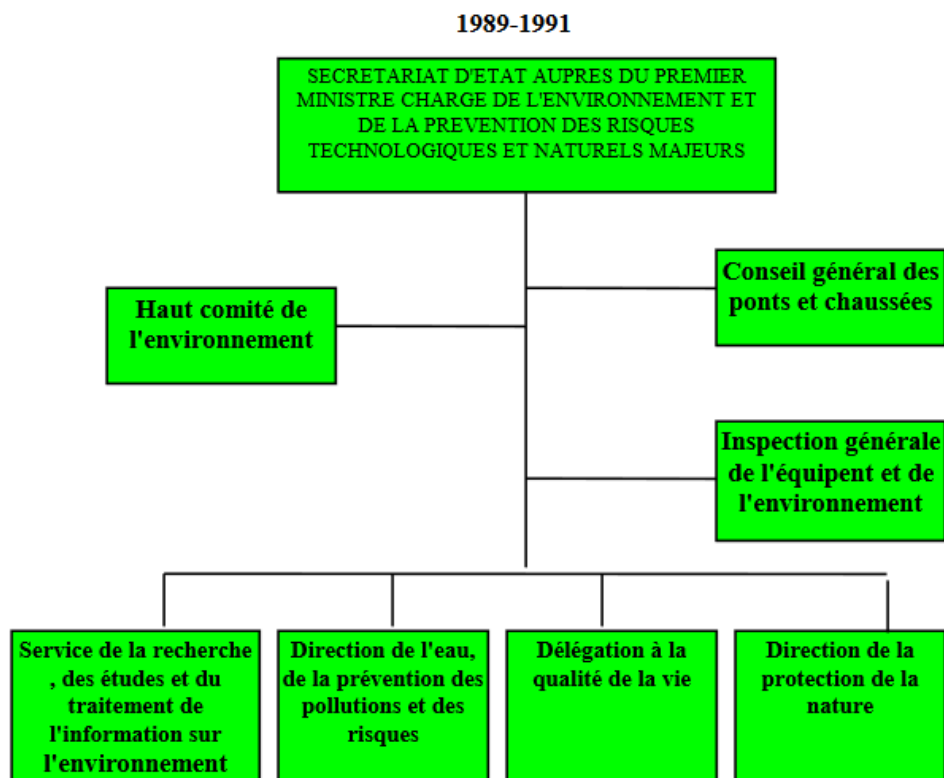 1989-1991
SECRETARIAT D'ETAT AUPRES DU PREMIER
MINISTRE CHARGE DE L'ENVIRONNEMENT ET
DE LA PREVENTION DES RISQUES
TECHNOLOGIQUES ET NATURELS MAJEURS
Conseil général des
ponts et chaussées
Haut comité de
l'environnement
Inspection générale
de l'équipent et de
l'environnement
Service de la recherche
, des études et du
traitement de
l'information sur
l'environnement
Direction de l'eau,
de la prévention des
pollutions et des
risques
Délégation à la
qualité de la vie
Direction de la
protection de la
nature